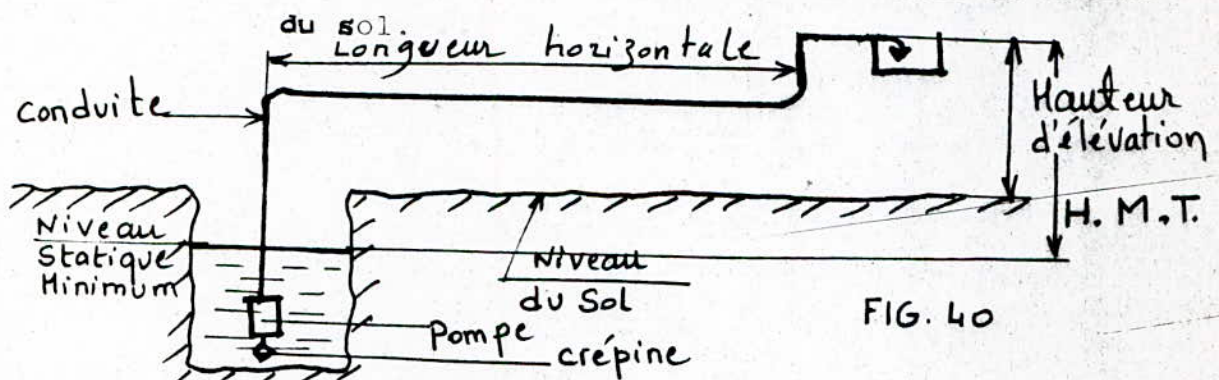 du sol.
Longueur horizontale
conduite
Hauteur
d'élévation
H.M.T.
Niveau
Statique
Minimum
Niveau
du Sol
FIG. 40
Pompe
crépine